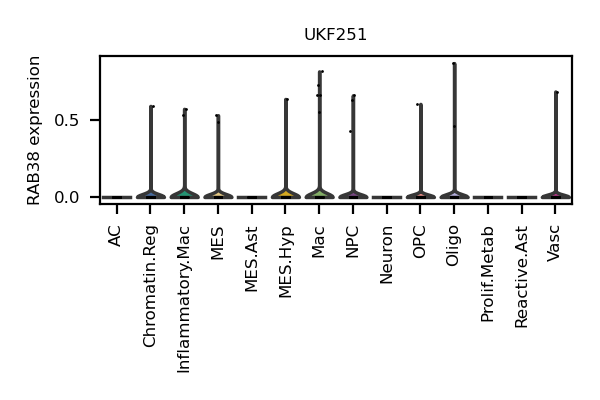 UKF251
RAB38 expression
0.5
0.0
AC
Chromatin.Reg
Inflammatory.Mac
MES
MES.Ast
MES.Hyp
Mac
NPC
Neuron
OPC
Oligo
Prolif.Metab
Reactive.Ast
Vasc